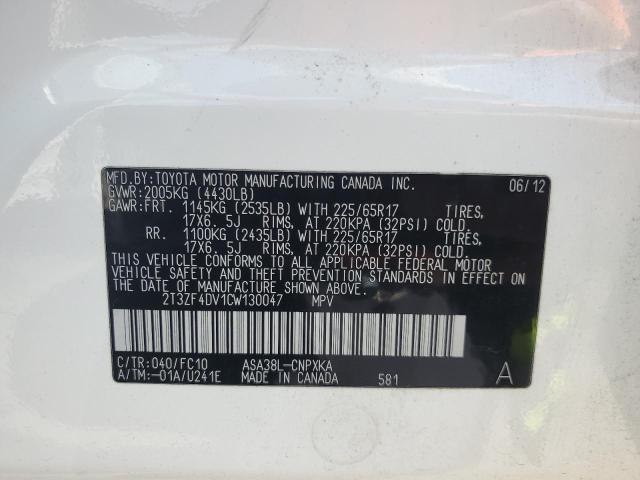 MFD.BY:TOYOTA MOTOR MANUFACTURING CANADA INC. 06/12
GVWR:2005KG (4430LB)
GAWR:FRT. 1145KG (2535LB) WITH 225/65R17 TIRES,
17X6. 5J RIMS, AT 220KPA (32PSI) COLD.
RR. 1100KG (2435LB) WITH 225/65R17 TIRES,
17X6. 5J RIMS, AT 220KPA (32PSI) COLD.
THIS VEHICLE CONFORMS TO ALL APPLICABLE FEDERAL MOTOR
VEHICLE SAFETY AND THEFT PREVENTION STANDARDS IN EFFECT ON
THE DATE OF MANUFACTURE SHOWN ABOVE.
2T3ZF4DV1CW130047 MPV
C/TR:040/FC10 ASA38L-CNPXKA
A/TM:-01A/U241E MADE IN CANADA 581 A